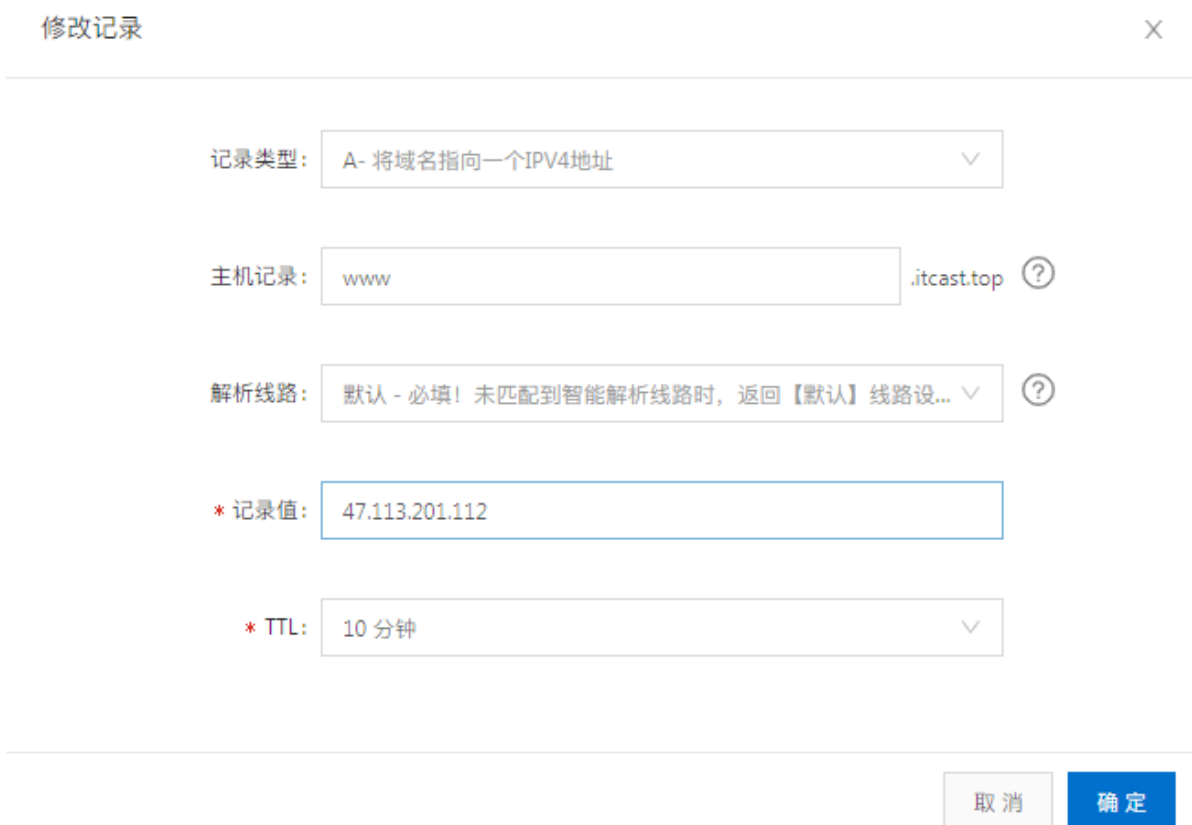 修改记录
记录类型: A- 将域名指向一个IPV4地址
主机记录: www .itcast.top ?
解析线路: 默认 - 必填！未匹配到智能解析线路时，返回【默认】线路设... ?
* 记录值: 47.113.201.112
* TTL: 10 分钟
取 消 确 定